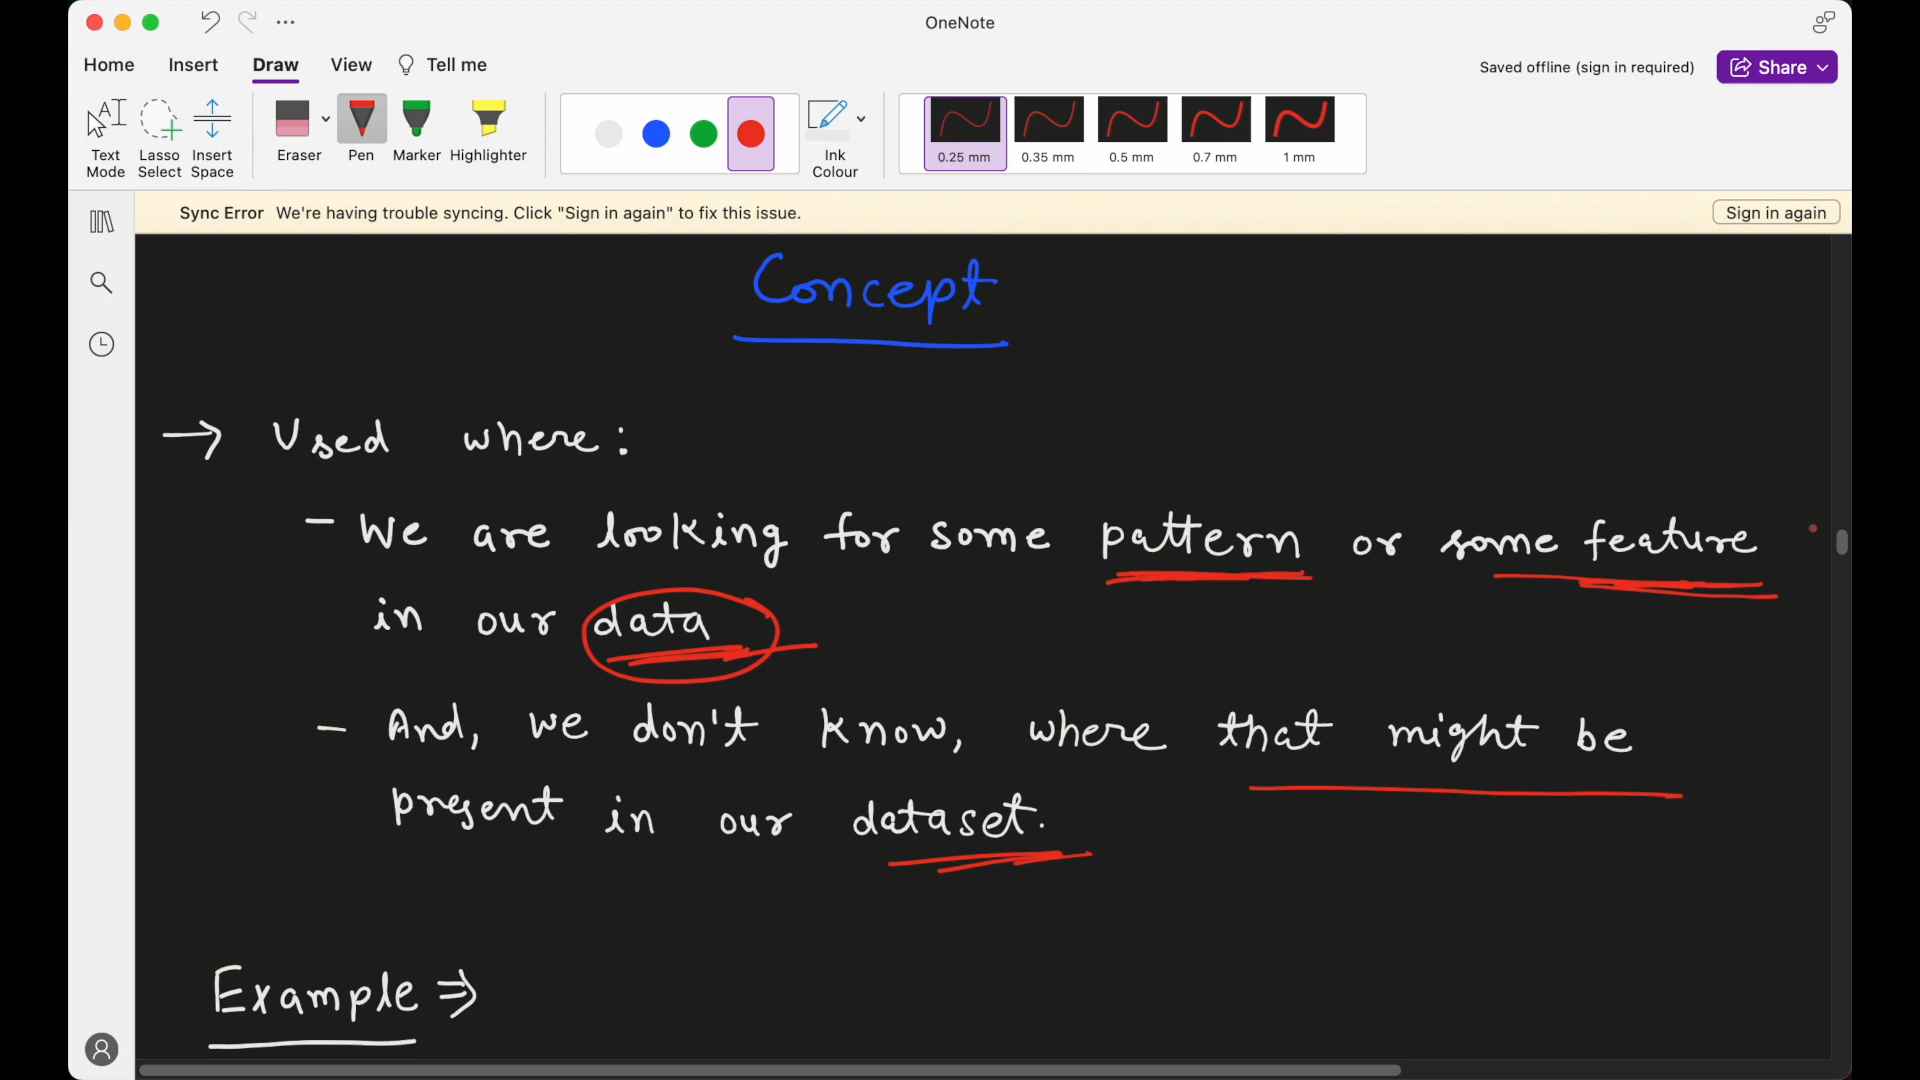 OneNote
Home Insert Draw View Tell me
Saved offline (sign in required) Share
Text Mode
Lasso Select
Insert Space
Eraser Pen Marker Highlighter
Ink Colour
0.25 mm 0.35 mm 0.5 mm 0.7 mm 1 mm
Sync Error We're having trouble syncing. Click "Sign in again" to fix this issue. Sign in again
Concept
→ Used where:
- We are looking for some pattern or some feature
in our data
- And, we don't know, where that might be
present in our dataset.
Example ⇒